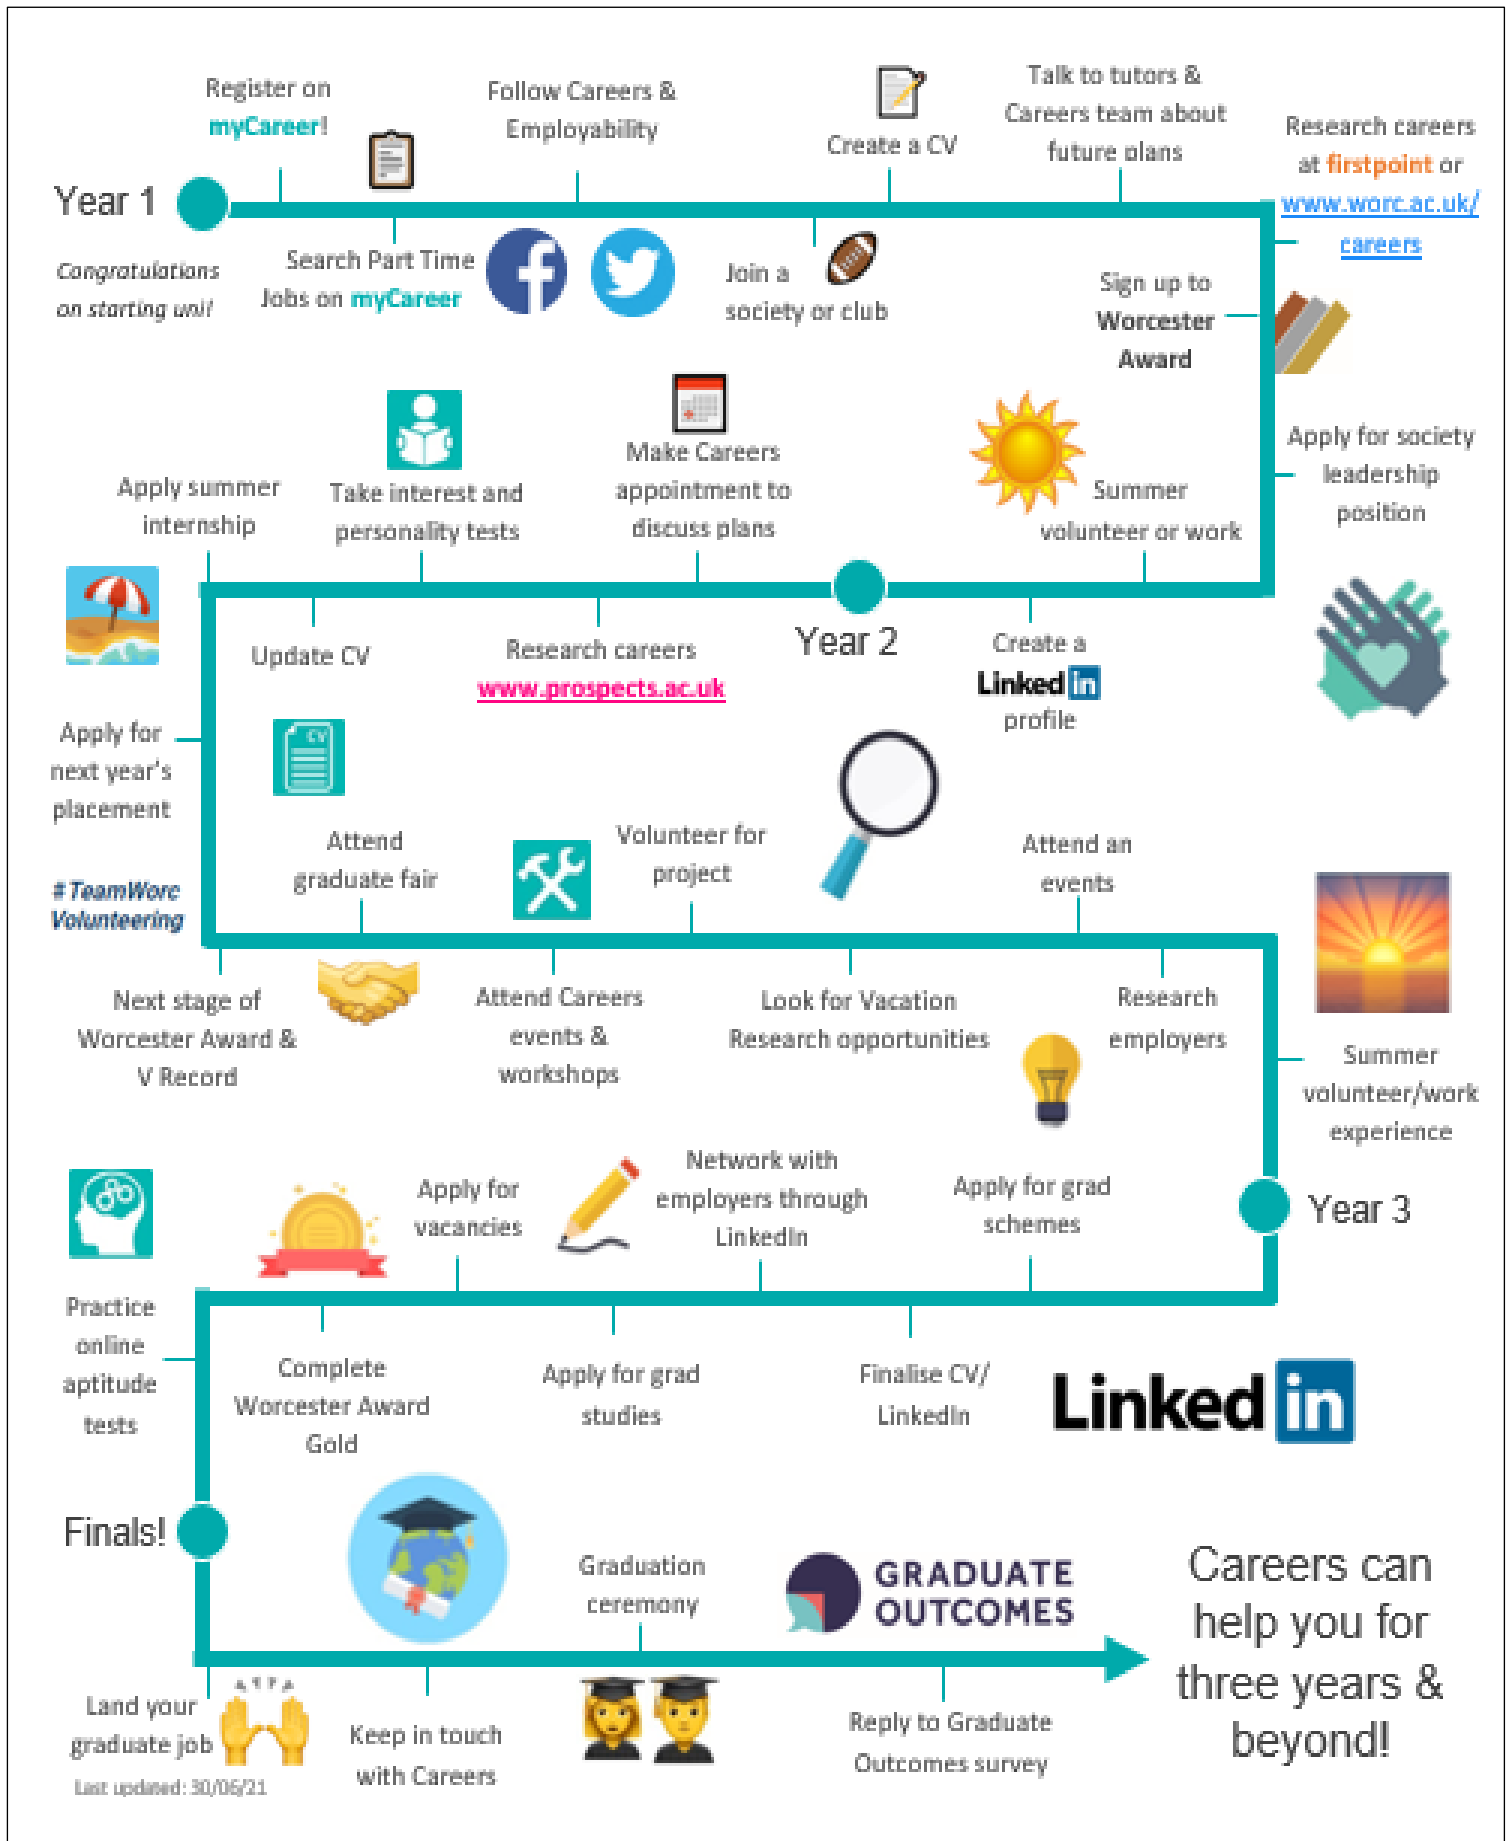 Year 1
Congratulations
on starting uni!
Register on
myCareer!
Search Part Time
Jobs on myCareer
Follow Careers &
Employability
Join a
society or club
Create a CV
Talk to tutors &
Careers team about
future plans
Research careers
at firstpoint or
www.worc.ac.uk/
careers
Sign up to
Worcester
Award
Apply for society
leadership
position
Summer
volunteer or work
Create a
Linked in
profile
Year 2
Make Careers
appointment to
discuss plans
Research careers
www.prospects.ac.uk
Take interest and
personality tests
Update CV
CV
Apply summer
internship
Apply for
next year's
placement
#TeamWorc
Volunteering
Next stage of
Worcester Award &
V Record
Attend
graduate fair
Attend Careers
events &
workshops
Volunteer for
project
Look for Vacation
Research opportunities
Attend an
events
Research
employers
Summer
volunteer/work
experience
Year 3
Apply for grad
schemes
Finalise CV/
LinkedIn
Linked in
Network with
employers through
LinkedIn
Apply for grad
studies
Apply for
vacancies
Complete
Worcester Award
Gold
Practice
online
aptitude
tests
Finals!
Land your
graduate job
Keep in touch
with Careers
Graduation
ceremony
GRADUATE
OUTCOMES
Reply to Graduate
Outcomes survey
Careers can
help you for
three years &
beyond!
Last updated: 30/06/21